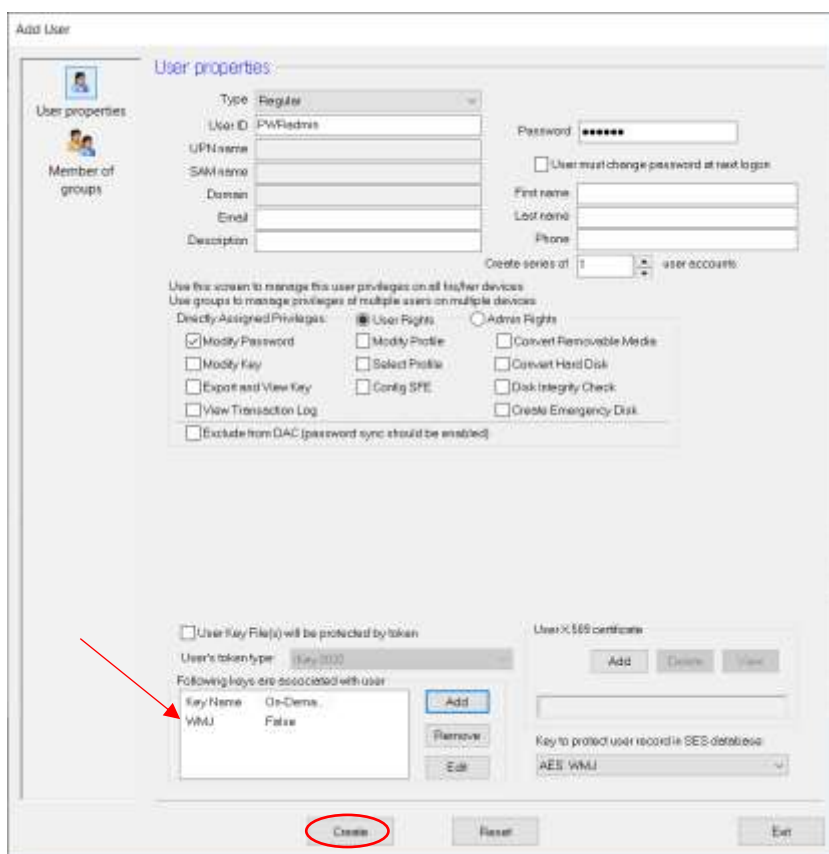 Add User
User properties
Member of
groups
User properties
Type Regular
User ID PWRadmin
UPN name
SAM name
Domain
Email
Description
Password ●●●●●●
User must change password at next logon
First name
Last name
Phone
Create series of 1 user accounts
Use this screen to manage this user privileges on all his/her devices
Use groups to manage privileges of multiple users on multiple devices
Directly Assigned Privileges: User Rights Admin Rights
Modify Password Modify Profile Convert Removable Media
Modify Key Select Profile Convert Hard Disk
Export and View Key Config SFE Disk Integrity Check
View Transaction Log Create Emergency Disk
Exclude from DAC (password sync should be enabled)
User Key File(s) will be protected by token
User's token type iKey 2032
Following keys are associated with user
Key Name On-Dema...
WMJ False
Add
Remove
Edit
User X.509 certificate
Add Delete View
Key to protect user record in SES database
AES: WMJ
Create Reset Exit